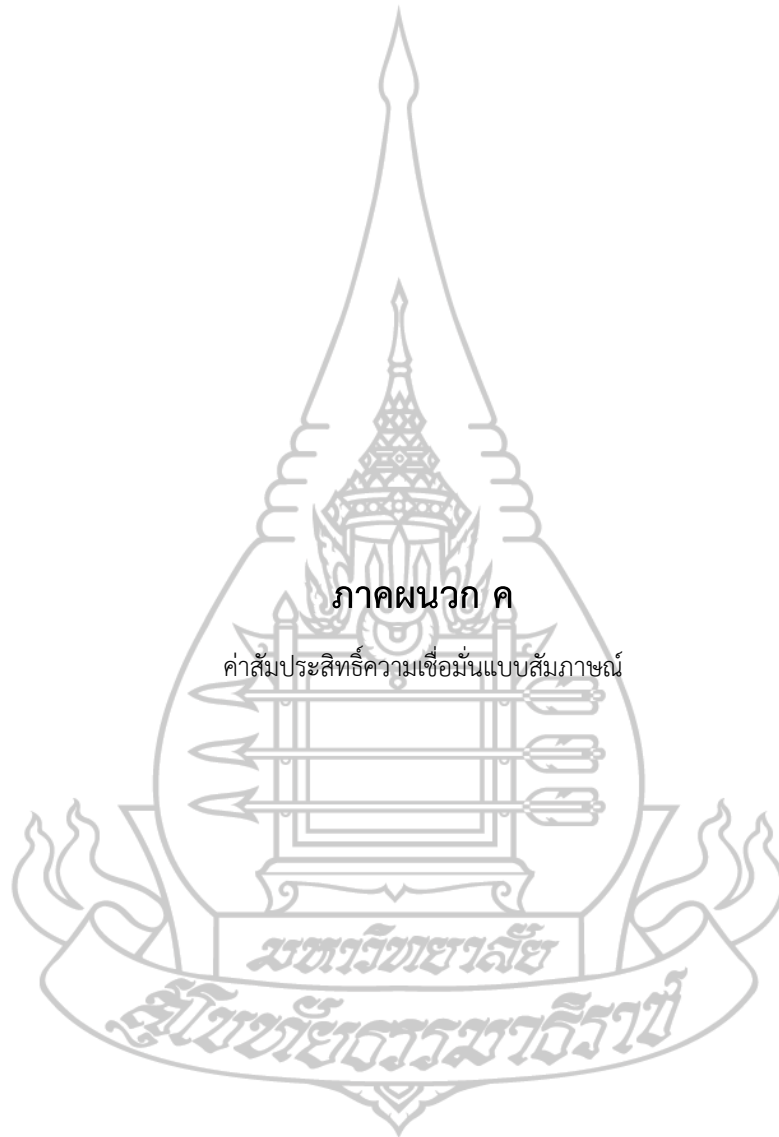 ภาคผนวก ค
ค่าสัมประสิทธิ์ความเชื่อมั่นแบบสัมภาษณ์
มหาวิทยาลัย
สุโขทัยธรรมาธิราช